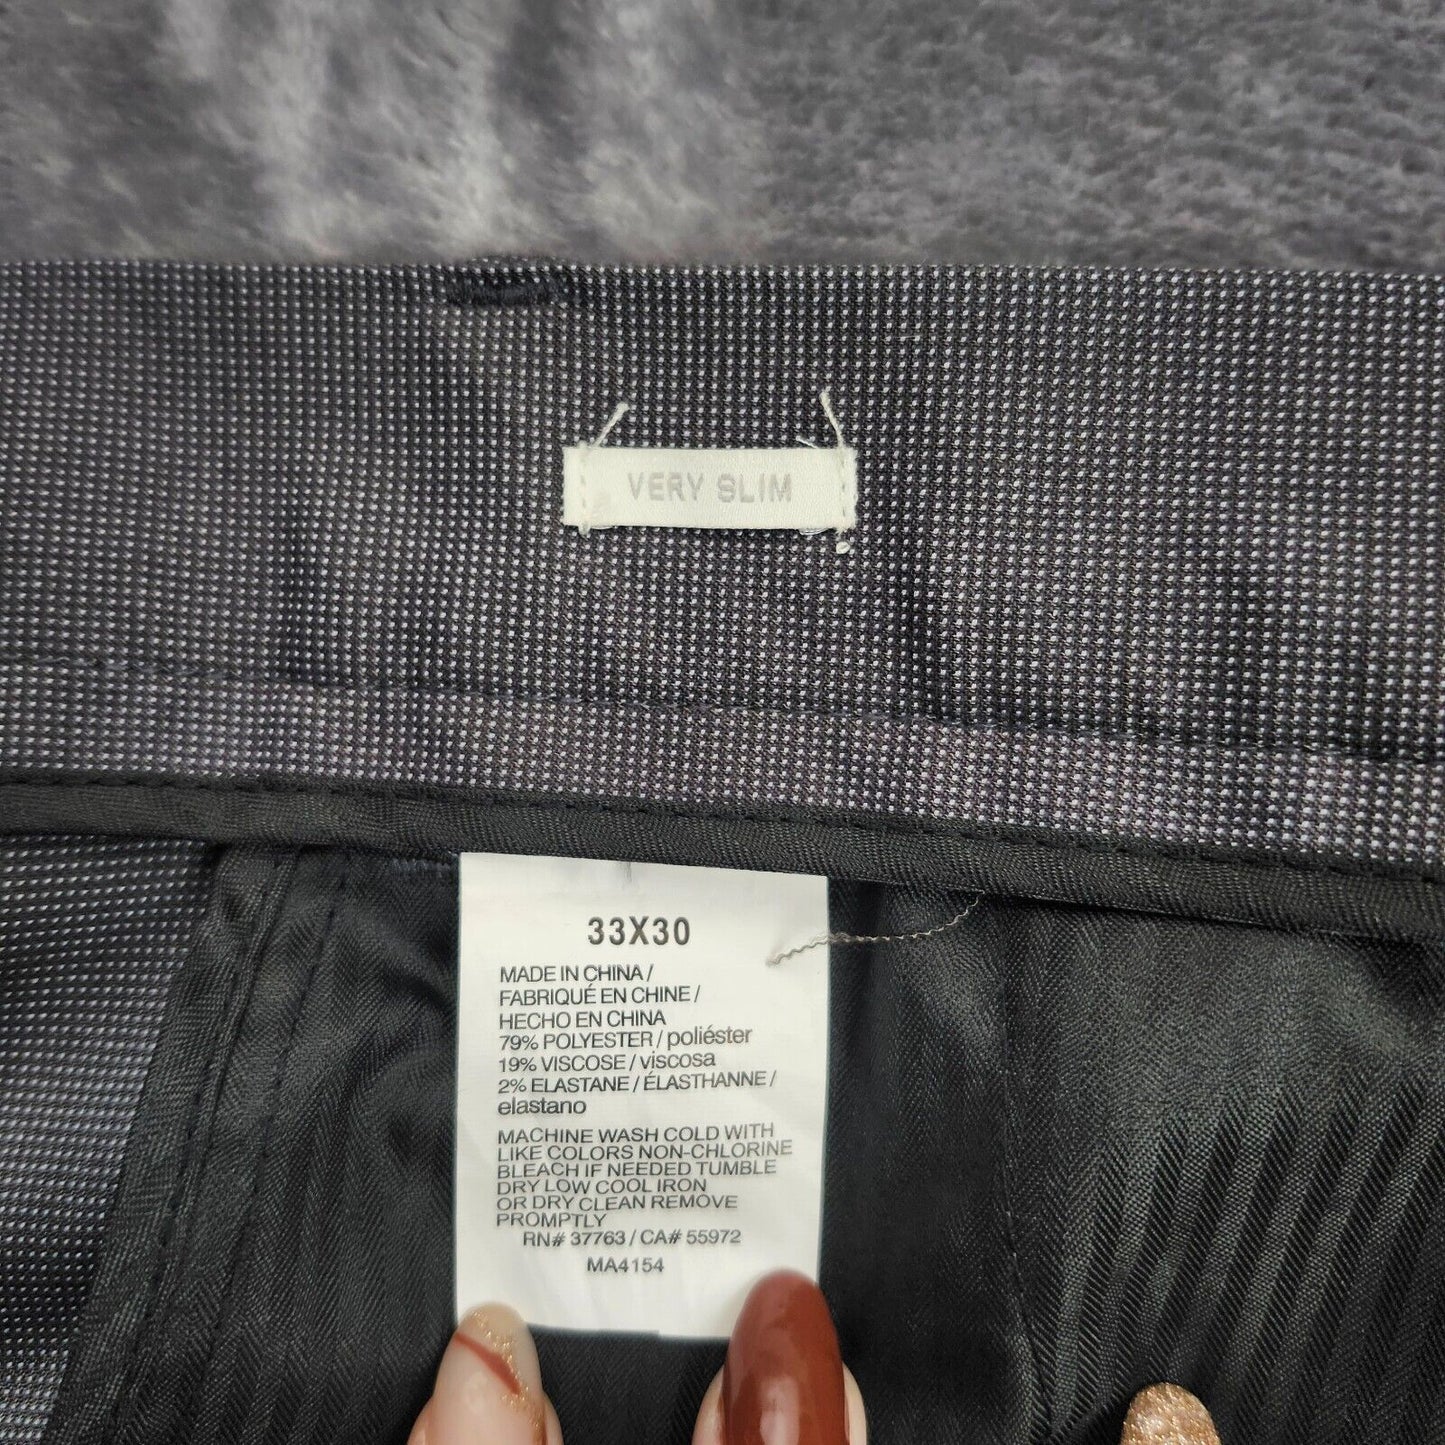 VERY SLIM
33X30
MADE IN CHINA /
FABRIQUÉ EN CHINE /
HECHO EN CHINA
79% POLYESTER / poliéster
19% VISCOSE / viscosa
2% ELASTANE / ÉLASTHANNE /
elastano
MACHINE WASH COLD WITH
LIKE COLORS NON-CHLORINE
BLEACH IF NEEDED TUMBLE
DRY LOW COOL IRON
OR DRY CLEAN REMOVE
PROMPTLY
RN# 37763 / CA# 55972
MA4154